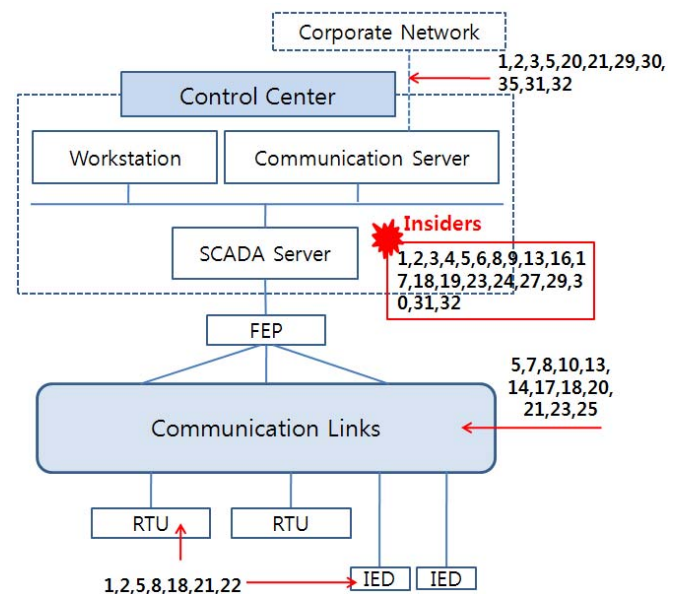 Corporate Network
1,2,3,5,20,21,29,30,
35,31,32
Control Center
Workstation
Communication Server
Insiders
SCADA Server
1,2,3,4,5,6,8,9,13,16,1
7,18,19,23,24,27,29,3
0,31,32
FEP
5,7,8,10,13,
14,17,18,20,
21,23,25
Communication Links
RTU
RTU
1,2,5,8,18,21,22
IED
IED